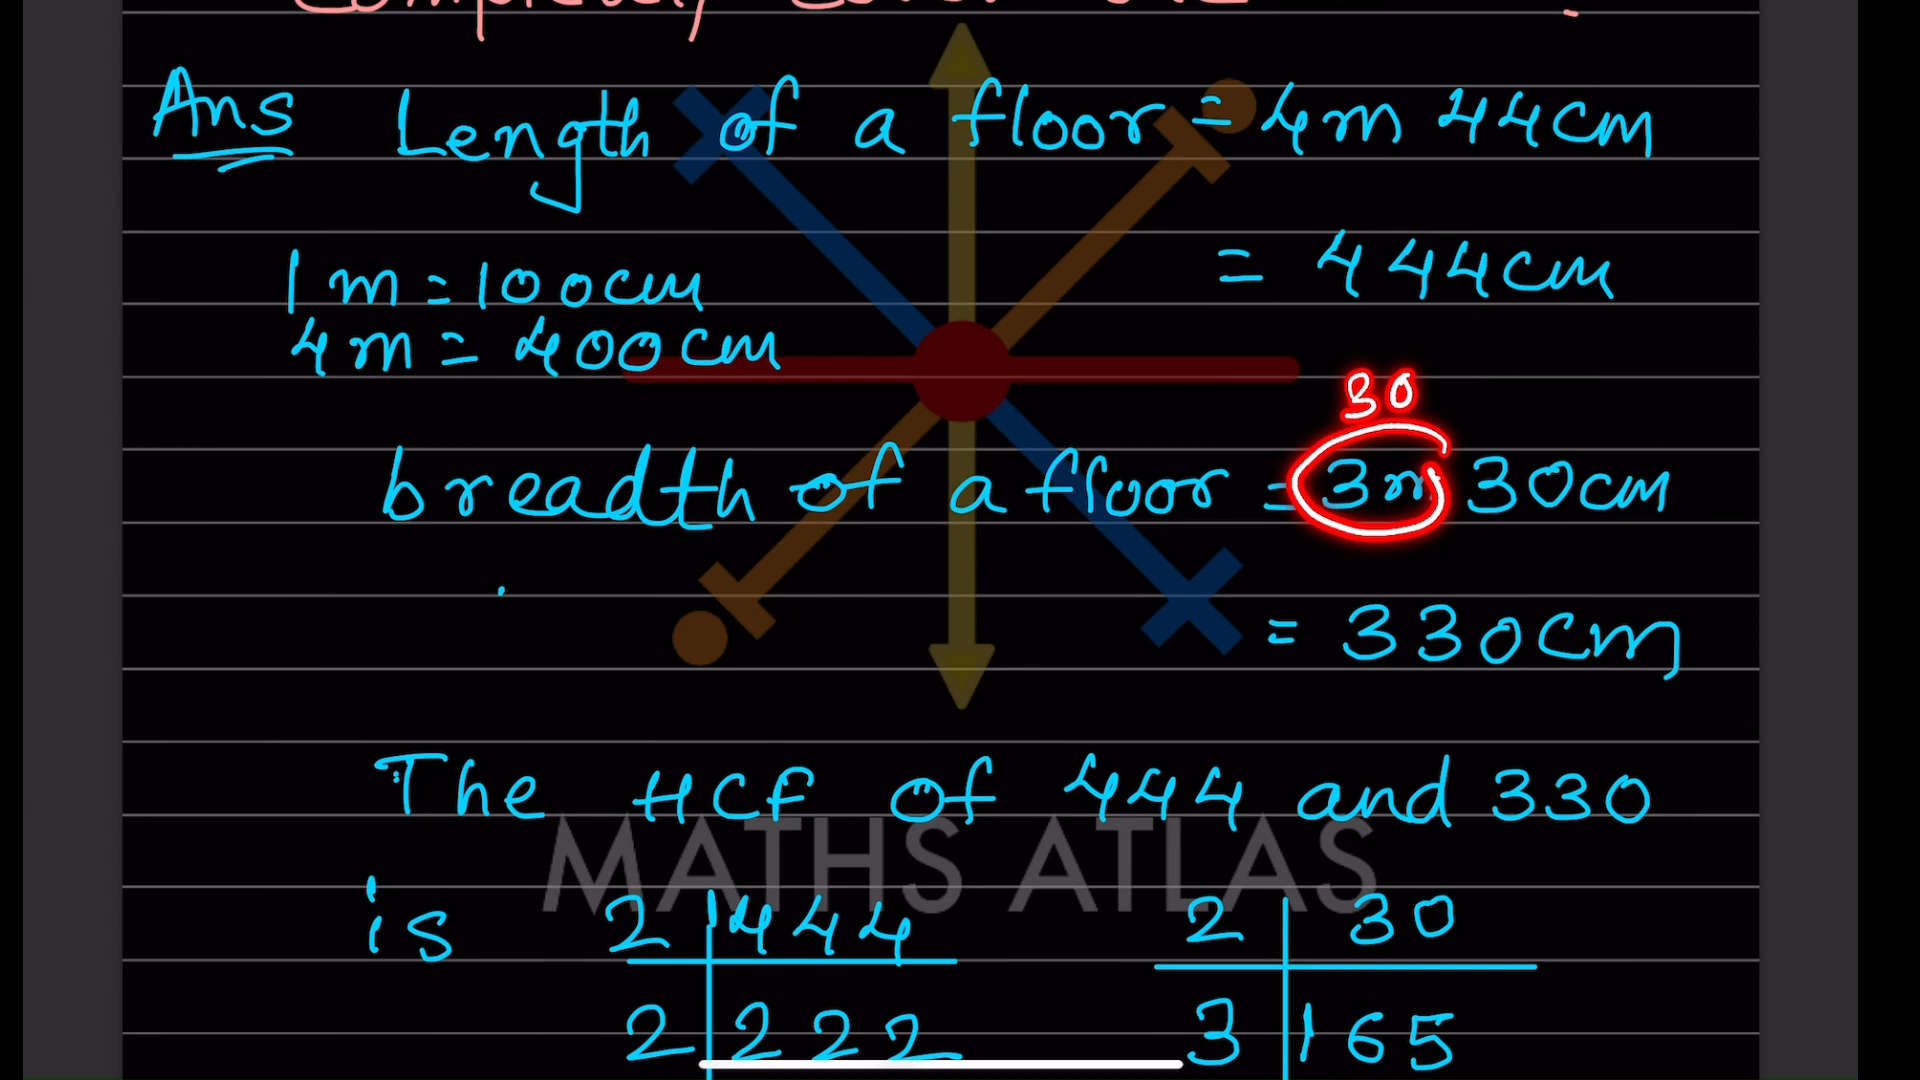 Ans Length of a floor = 4m 44cm
= 444cm
1m = 100cm
4m = 400cm
30
breadth of a floor = 3m 30cm
= 330cm
The HCF of 444 and 330
MATHS ATLAS
is 2 444 2 30
2 222 3 165